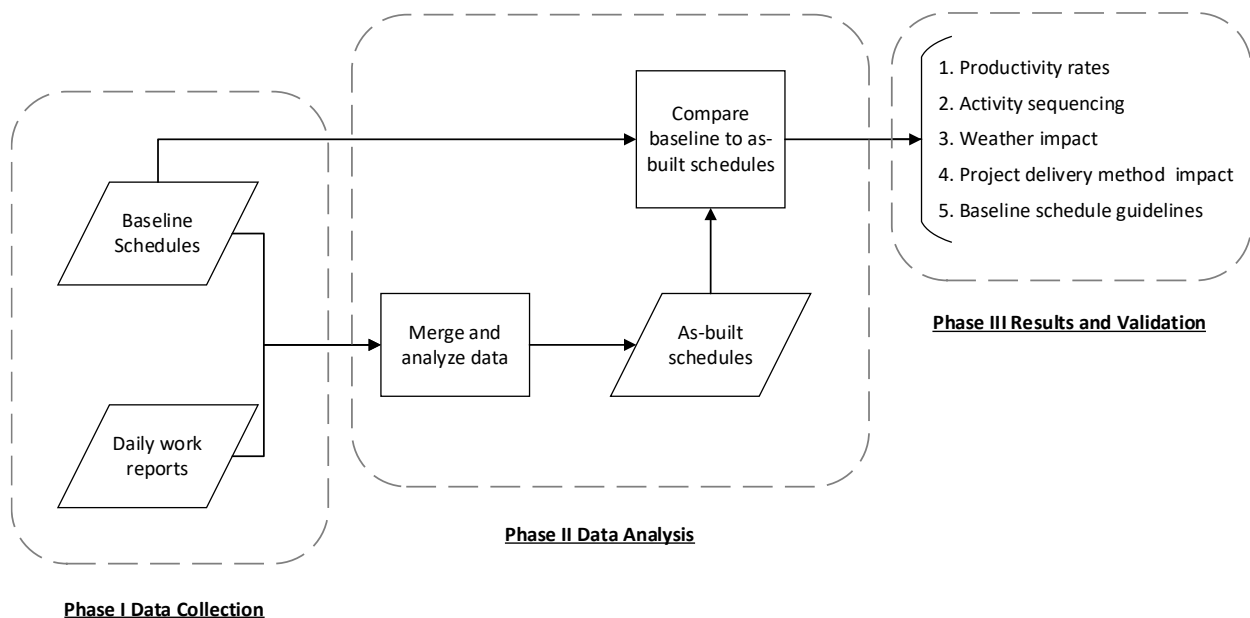 Baseline
Schedules
Daily work
reports
Phase I Data Collection
Compare
baseline to as-
built schedules
Merge and
analyze data
As-built
schedules
Phase II Data Analysis
1. Productivity rates
2. Activity sequencing
3. Weather impact
4. Project delivery method  impact
5. Baseline schedule guidelines
Phase III Results and Validation